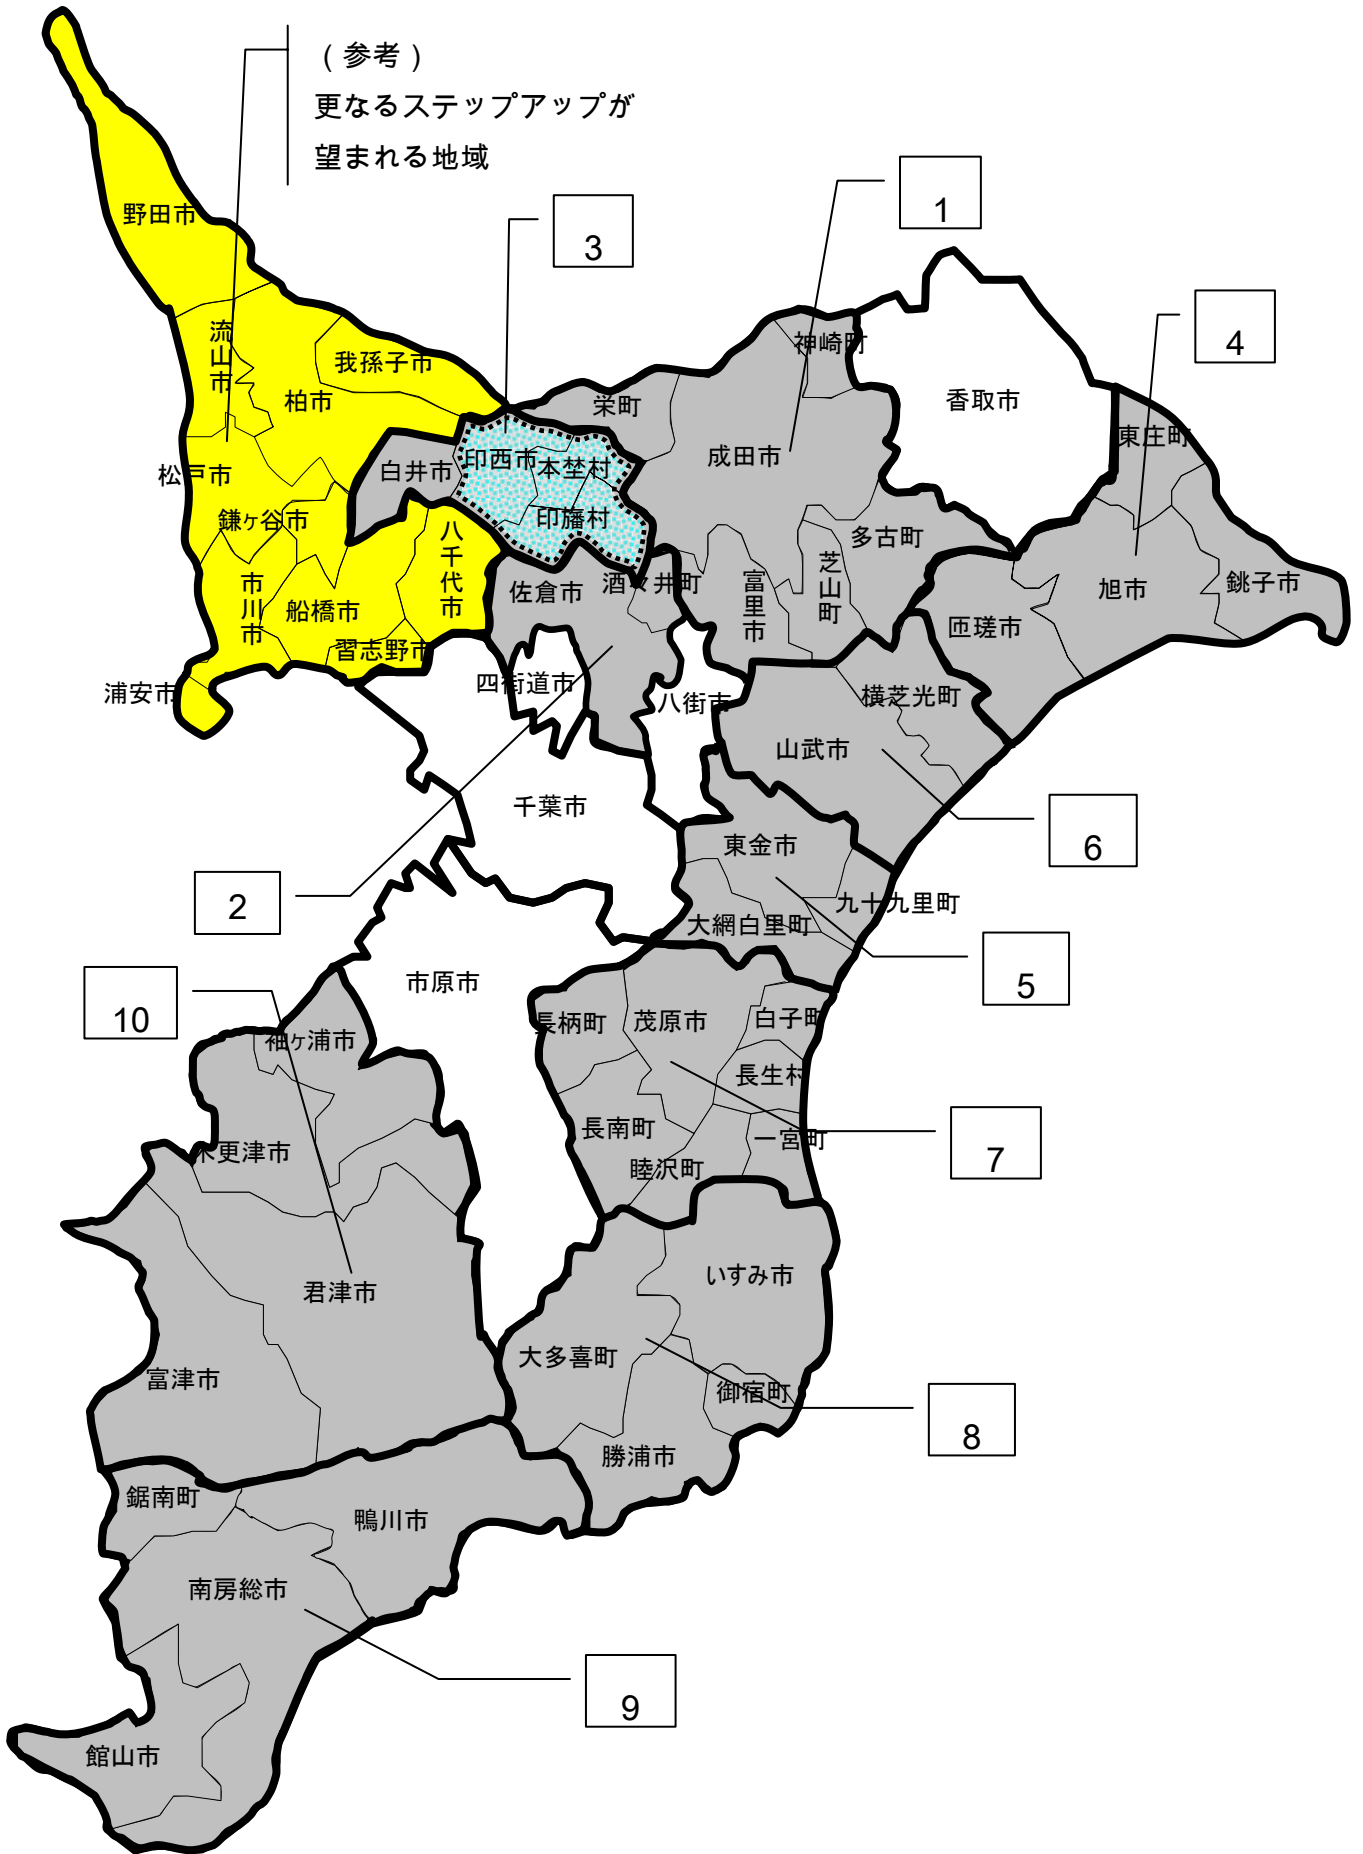 （参考）
更なるステップアップが
望まれる地域
1
3
野田市
4
流山市
神崎町
我孫子市
柏市
香取市
栄町
東庄町
成田市
印西市
本埜村
白井市
松戸市
鎌ヶ谷市
印旛村
多古町
八千代市
芝山町
酒々井町
富里市
佐倉市
旭市
銚子市
市川市
船橋市
匝瑳市
習志野市
四街道市
浦安市
八街市
横芝光町
山武市
千葉市
6
東金市
2
九十九里町
大網白里町
市原市
5
10
長柄町
茂原市
白子町
袖ヶ浦市
長生村
長南町
一宮町
木更津市
睦沢町
7
いすみ市
君津市
大多喜町
富津市
御宿町
8
勝浦市
鋸南町
鴨川市
南房総市
9
館山市